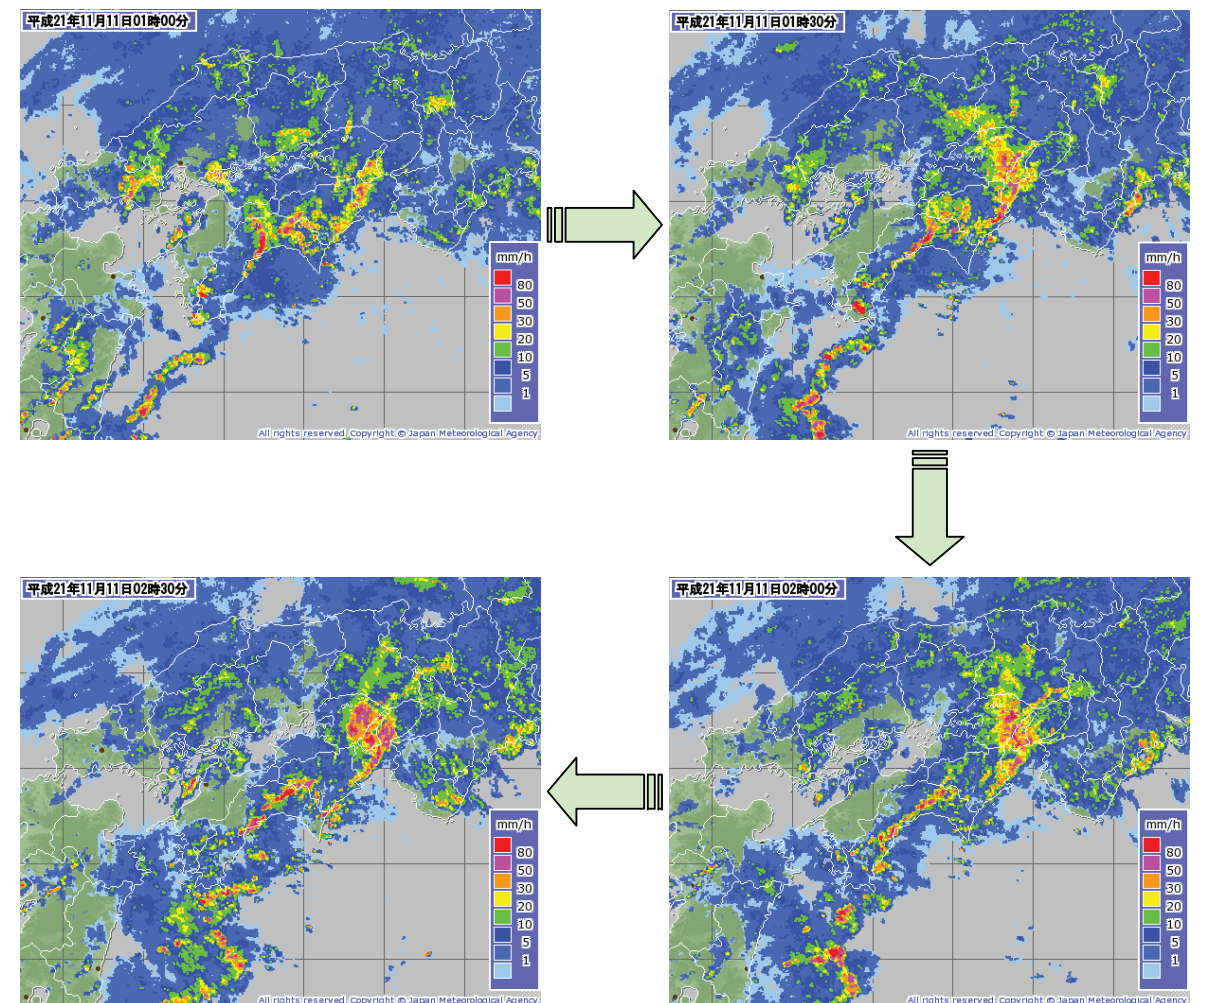 平成21年11月11日01時00分
mm/h
80
50
30
20
10
5
1
All rights reserved. Copyright © Japan Meteorological Agency
平成21年11月11日01時30分
mm/h
80
50
30
20
10
5
1
All rights reserved. Copyright © Japan Meteorological Agency
平成21年11月11日02時30分
mm/h
80
50
30
20
10
5
1
All rights reserved. Copyright © Japan Meteorological Agency
平成21年11月11日02時00分
mm/h
80
50
30
20
10
5
1
All rights reserved. Copyright © Japan Meteorological Agency